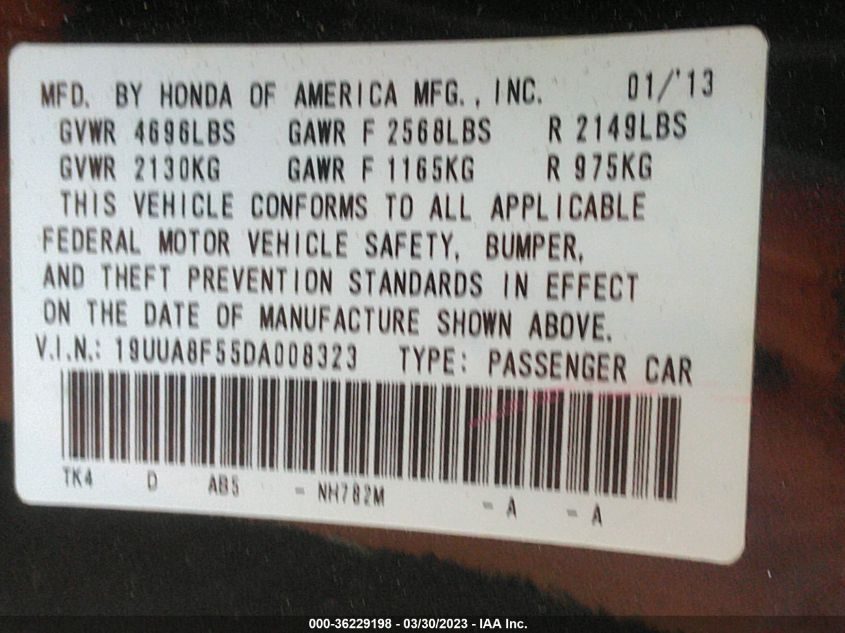 MFD. BY HONDA OF AMERICA MFG., INC. 01/'13
GVWR 4696LBS GAWR F 2568LBS R 2149LBS
GVWR 2130KG GAWR F 1165KG R 975KG
THIS VEHICLE CONFORMS TO ALL APPLICABLE
FEDERAL MOTOR VEHICLE SAFETY, BUMPER,
AND THEFT PREVENTION STANDARDS IN EFFECT
ON THE DATE OF MANUFACTURE SHOWN ABOVE.
V.I.N.: 19UUA8F55DA008323 TYPE: PASSENGER CAR
TK4 D AB5 - NH782M - A - A
000-36229198 - 03/30/2023 - IAA Inc.